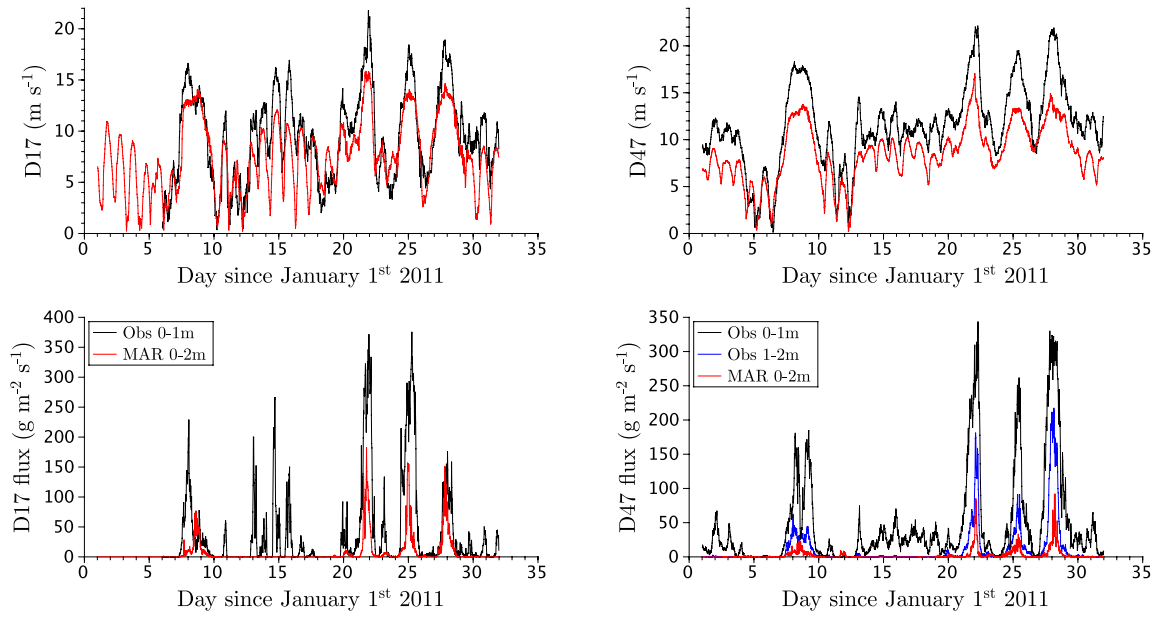 D17 (m s⁻¹)
20
15
10
5
0
0 5 10 15 20 25 30 35
Day since January 1ˢᵗ 2011
D47 (m s⁻¹)
20
15
10
5
0
0 5 10 15 20 25 30 35
Day since January 1ˢᵗ 2011
D17 flux (g m⁻² s⁻¹)
400
350
300
250
200
150
100
50
0
Obs 0-1m
MAR 0-2m
0 5 10 15 20 25 30 35
Day since January 1ˢᵗ 2011
D47 flux (g m⁻² s⁻¹)
350
300
250
200
150
100
50
0
Obs 0-1m
Obs 1-2m
MAR 0-2m
0 5 10 15 20 25 30 35
Day since January 1ˢᵗ 2011